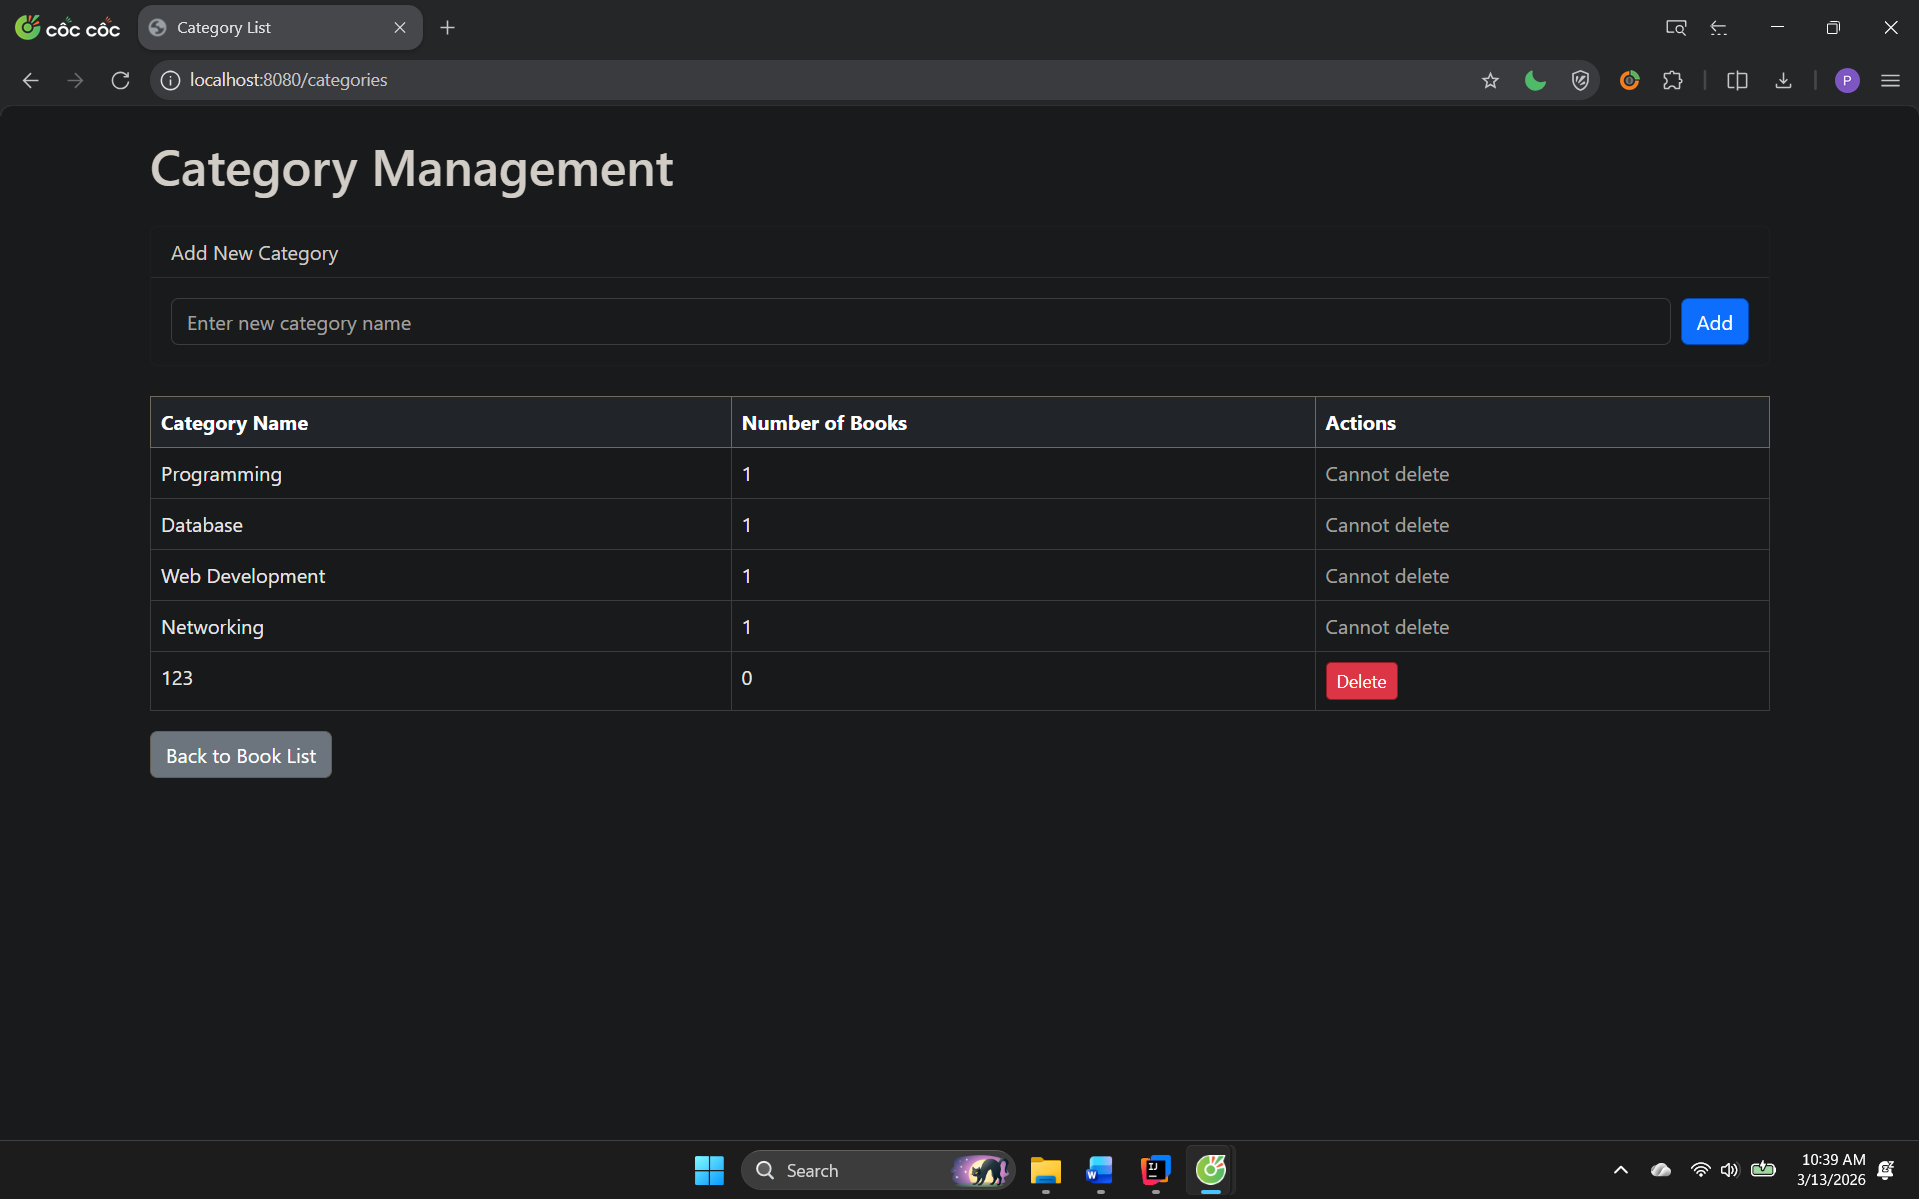 cốc cốc
Category List
localhost:8080/categories
P
Category Management
Add New Category
Enter new category name
Add
Category Name Number of Books Actions
Programming 1 Cannot delete
Database 1 Cannot delete
Web Development 1 Cannot delete
Networking 1 Cannot delete
123 0 Delete
Back to Book List
Search
W
IJ
10:39 AM
3/13/2026